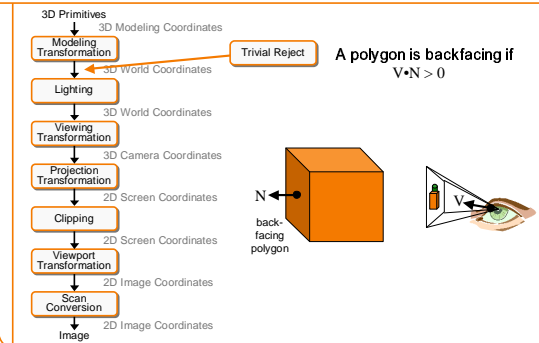 3D Primitives
3D Modeling Coordinates
Modeling
Transformation
Trivial Reject
A polygon is backfacing if
V•N > 0
3D World Coordinates
Lighting
3D World Coordinates
Viewing
Transformation
3D Camera Coordinates
Projection
Transformation
2D Screen Coordinates
N
V
back-
facing
polygon
Clipping
2D Screen Coordinates
Viewport
Transformation
2D Image Coordinates
Scan
Conversion
2D Image Coordinates
Image